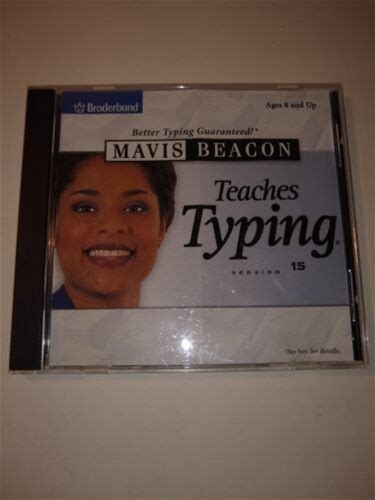 Broderbund
Ages 8 and Up
Better Typing Guaranteed!*
MAVIS BEACON
Teaches
Typing®
VERSION 15
*See box for details.